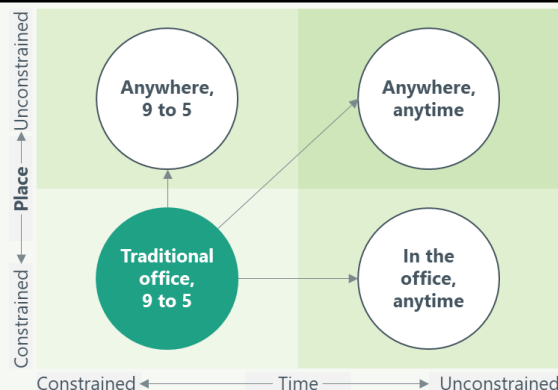 Unconstrained
Place
Constrained
Anywhere,
9 to 5
Anywhere,
anytime
Traditional
office,
9 to 5
In the
office,
anytime
Constrained
Time
Unconstrained